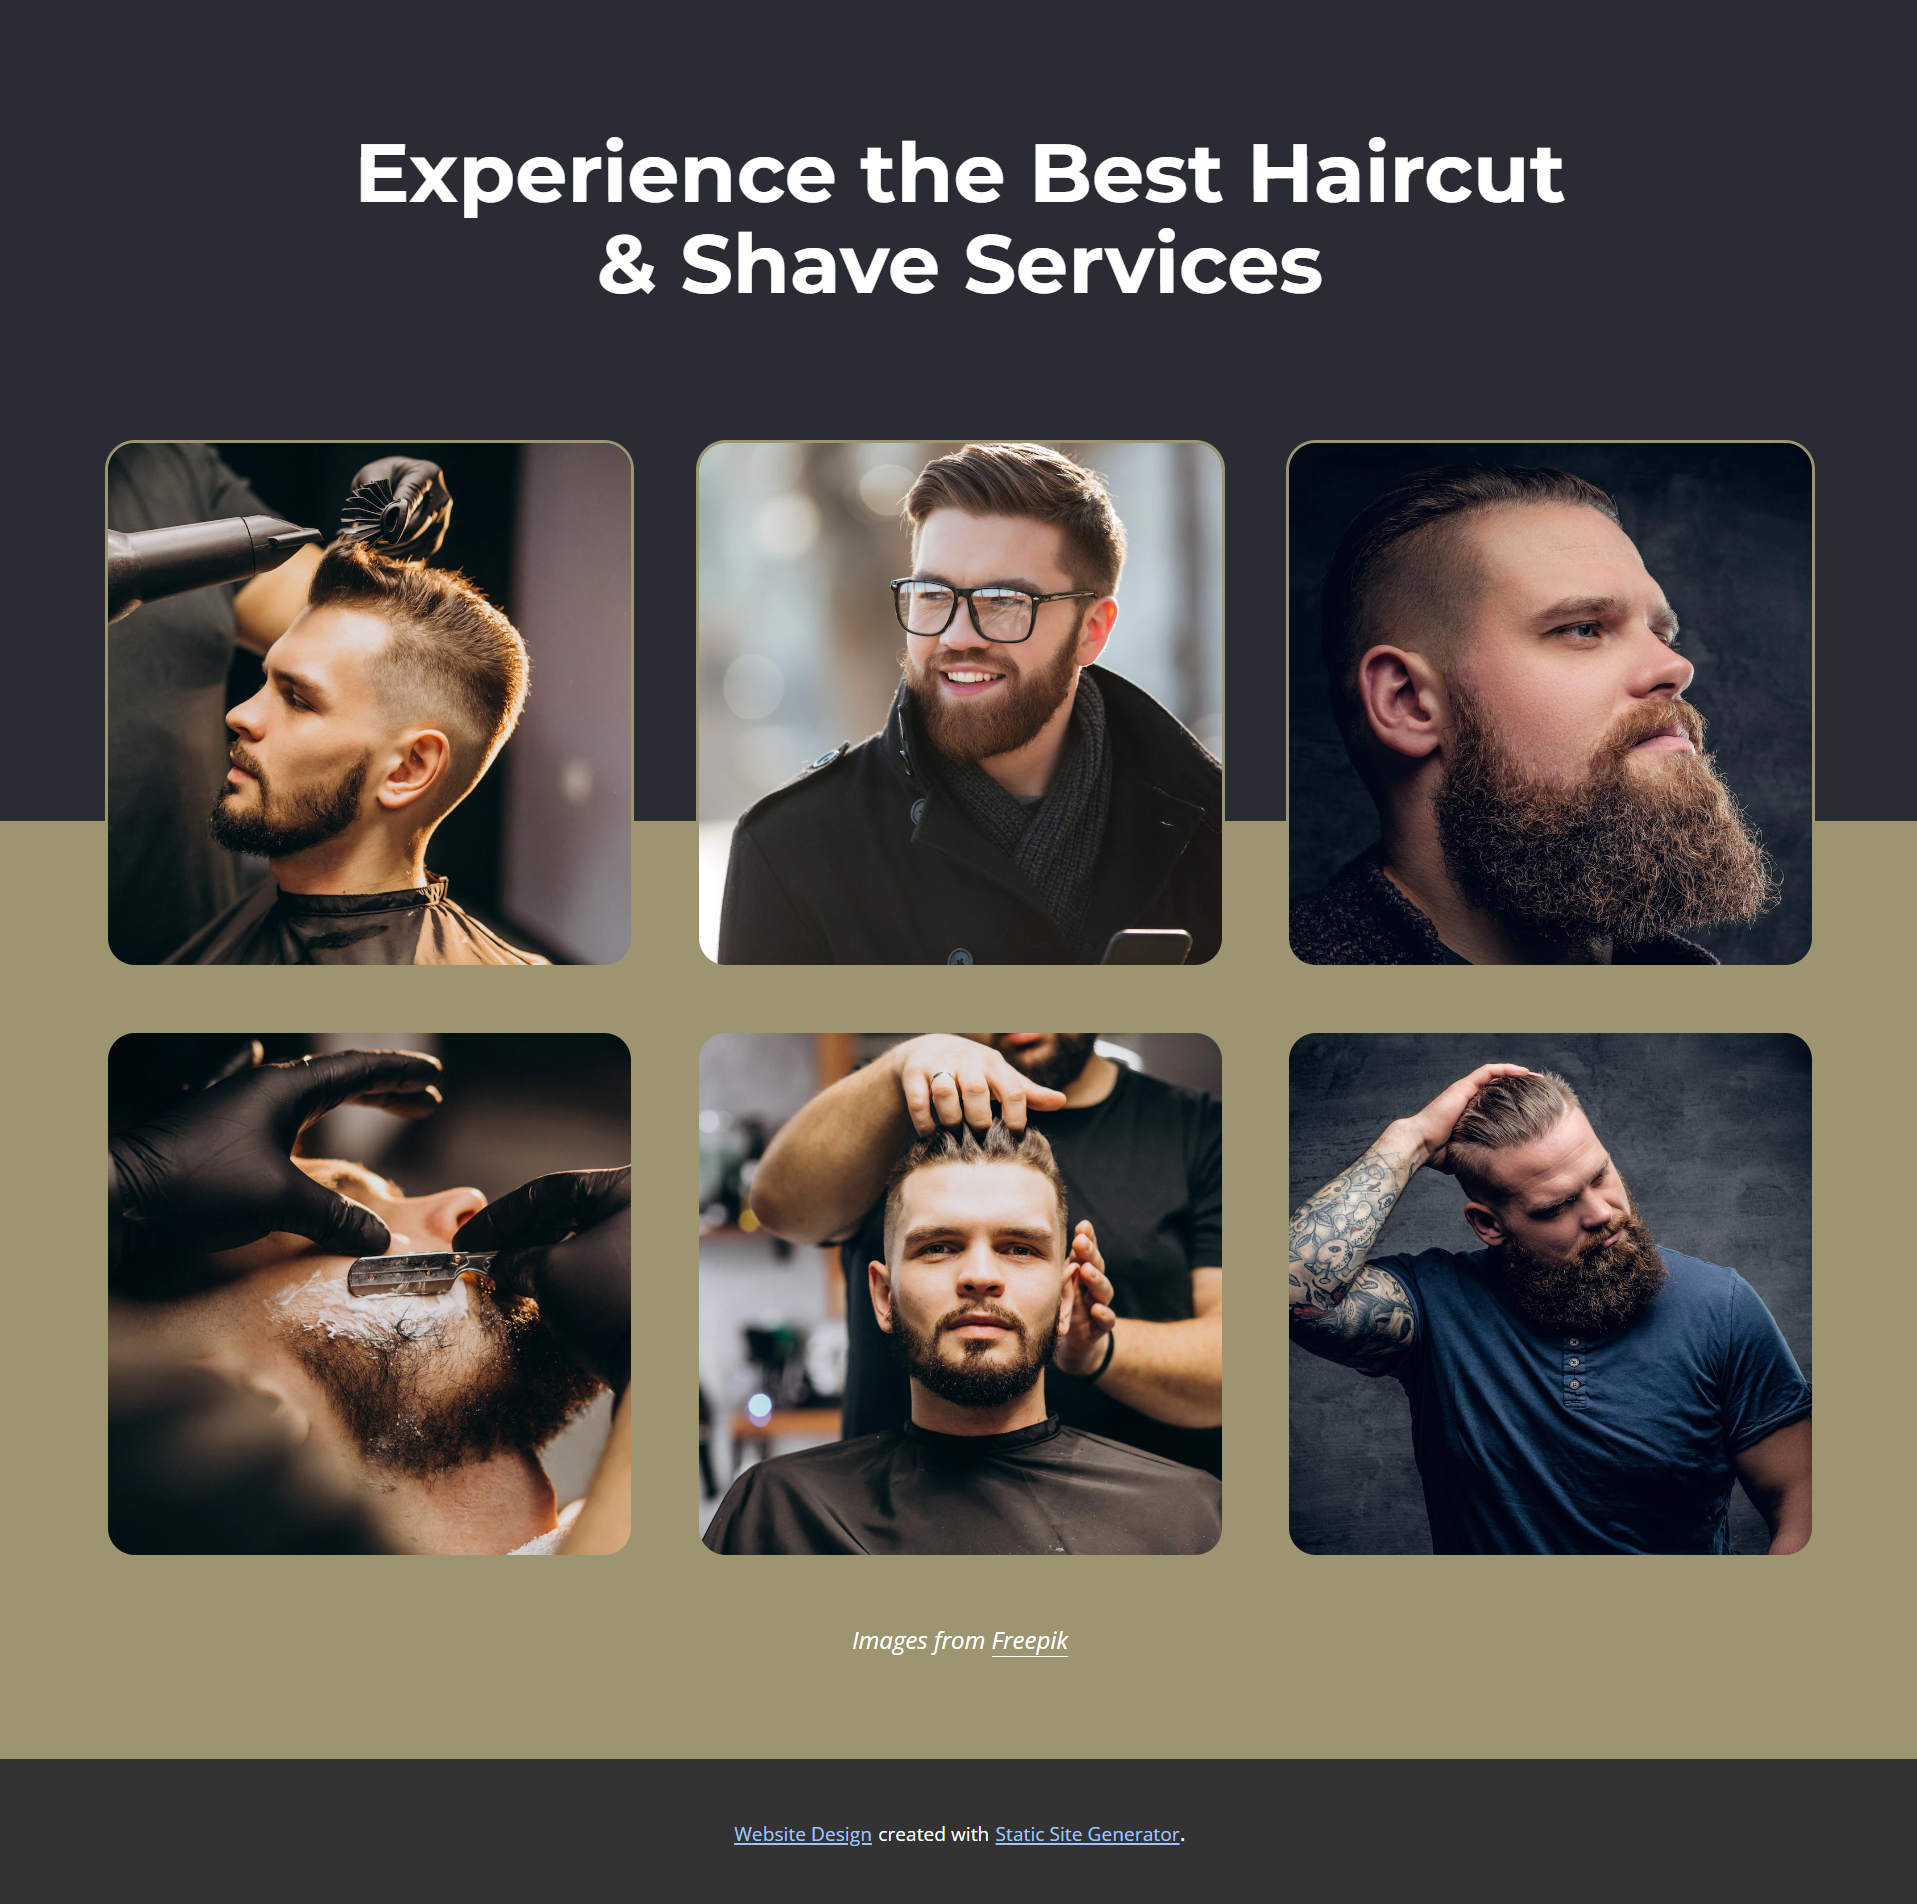 Experience the Best Haircut
& Shave Services
Images from Freepik
Website Design created with Static Site Generator.